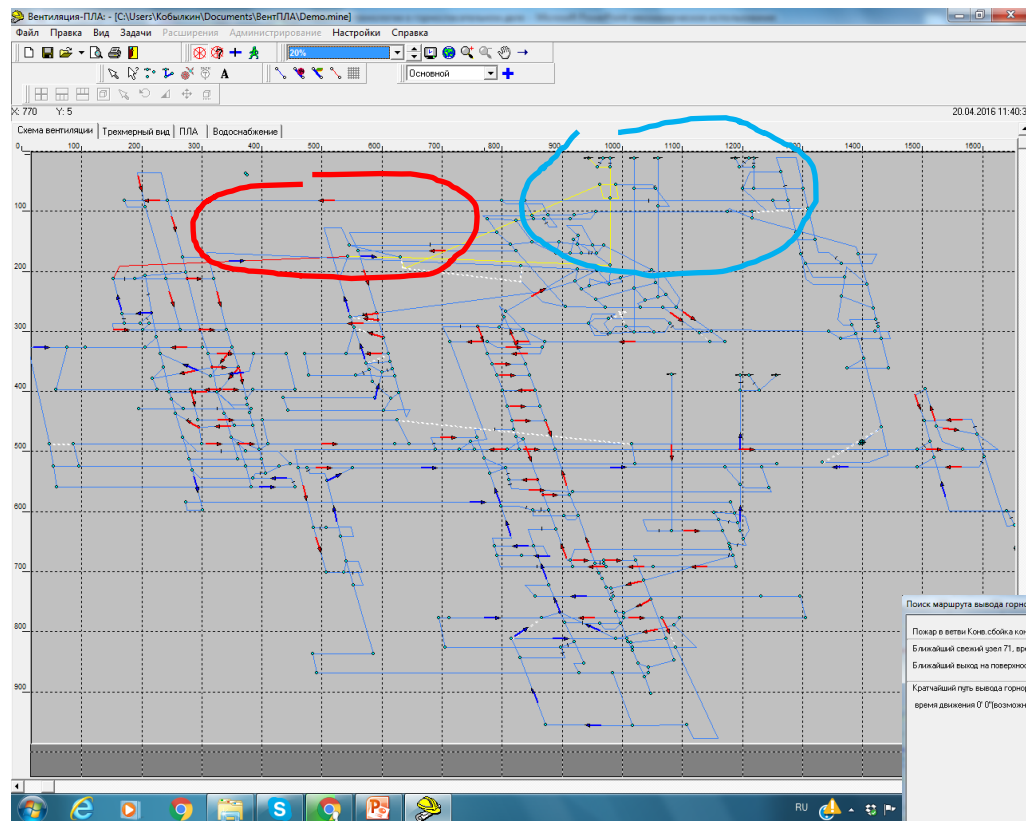 Вентиляция-ПЛА: - [C:\Users\Кобылкин\Documents\ВентПЛА\Demo.mine]
Файл Правка Вид Задачи Расширения Администрирование Настройки Справка
20%
A
Основной
X: 770 Y: 5
20.04.2016 11:40:3
Схема вентиляции Трехмерный вид ПЛА Водоснабжение
0 100 200 300 400 500 600 700 800 900 1000 1100 1200 1300 1400 1500 1600
100
200
300
400
500
600
700
800
900
Поиск маршрута вывода горно
Пожар в ветви Конв.сбойка кон
Ближайший свежий узел 71, вре
Ближайший выход на поверхнос
Кратчайший путь вывода горно
время движения 0' 0"(возможн
RU